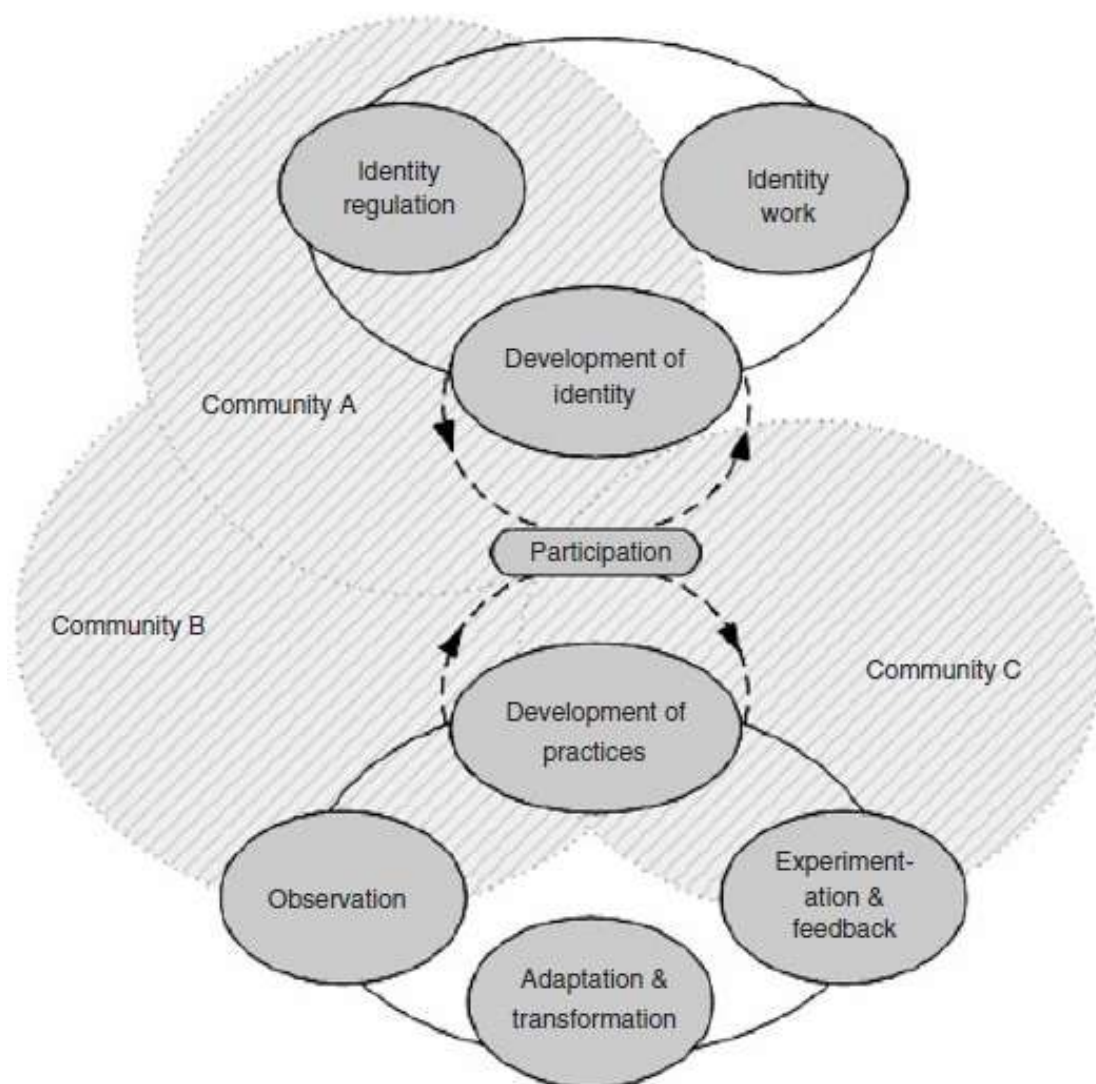 Identity
regulation
Identity
work
Development of
identity
Community A
Participation
Community B
Community C
Development of
practices
Observation
Experiment-
ation &
feedback
Adaptation &
transformation